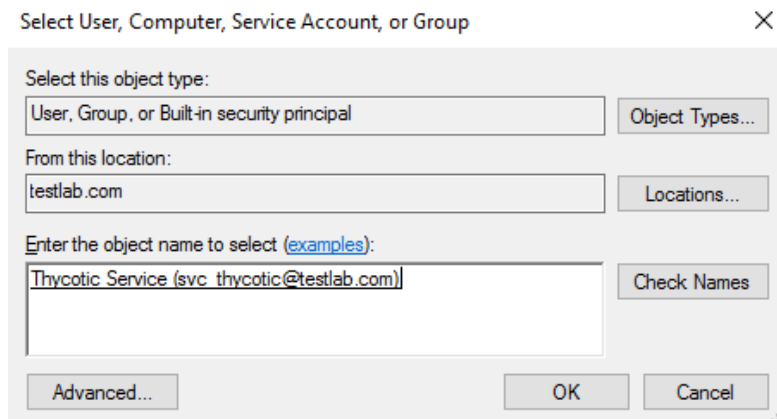 Select User, Computer, Service Account, or Group
Select this object type:
User, Group, or Built-in security principal
Object Types...
From this location:
testlab.com
Locations...
Enter the object name to select (examples):
Thycotic Service (svc_thycotic@testlab.com)
Check Names
Advanced...
OK
Cancel